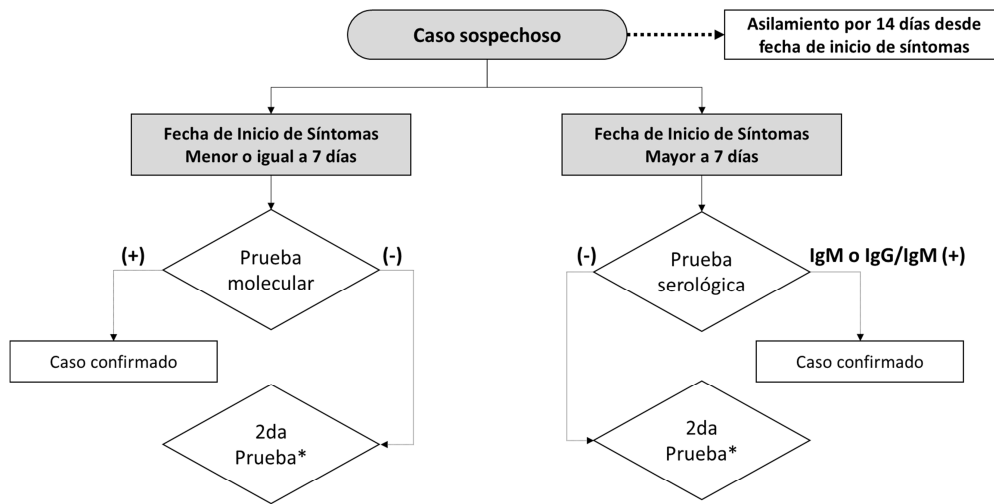 Caso sospechoso
Asilamiento por 14 días desde
fecha de inicio de síntomas
Fecha de Inicio de Síntomas
Menor o igual a 7 días
Fecha de Inicio de Síntomas
Mayor a 7 días
(+)
Prueba
molecular
(-)
(-)
Prueba
serológica
IgM o IgG/IgM (+)
Caso confirmado
Caso confirmado
2da
Prueba*
2da
Prueba*